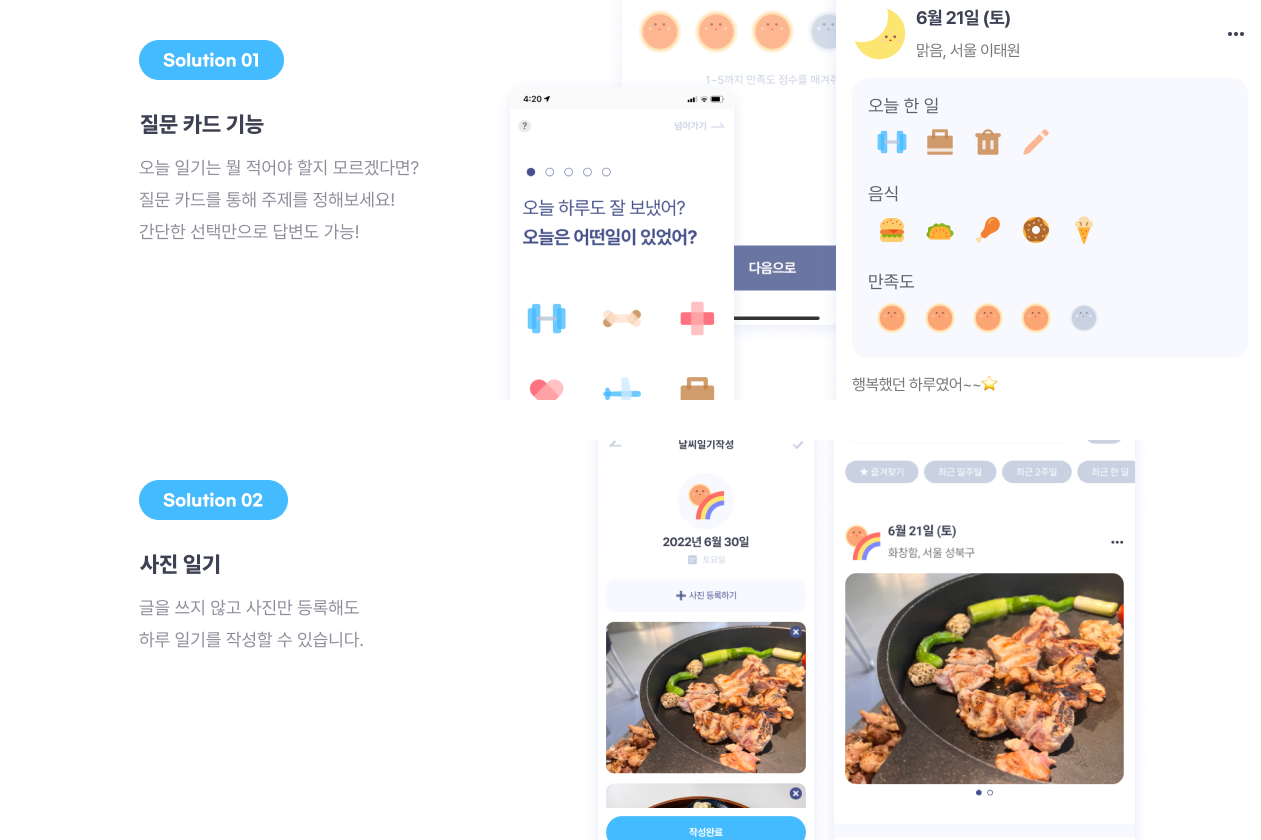 Solution 01
질문 카드 기능
오늘 일기는 뭘 적어야 할지 모르겠다면?
질문 카드를 통해 주제를 정해보세요!
간단한 선택만으로 답변도 가능!
1~5까지 만족도 점수를 매겨
다음으로
4:20
?
넘어가기
오늘 하루도 잘 보냈어?
오늘은 어떤일이 있었어?
6월 21일 (토)
맑음, 서울 이태원
오늘 한 일
음식
만족도
행복했던 하루였어~~
Solution 02
사진 일기
글을 쓰지 않고 사진만 등록해도
하루 일기를 작성할 수 있습니다.
날씨일기작성
2022년 6월 30일
토요일
사진 등록하기
작성완료
즐겨찾기
최근 일주일
최근 2주일
최근 한 달
6월 21일 (토)
화창함, 서울 성북구